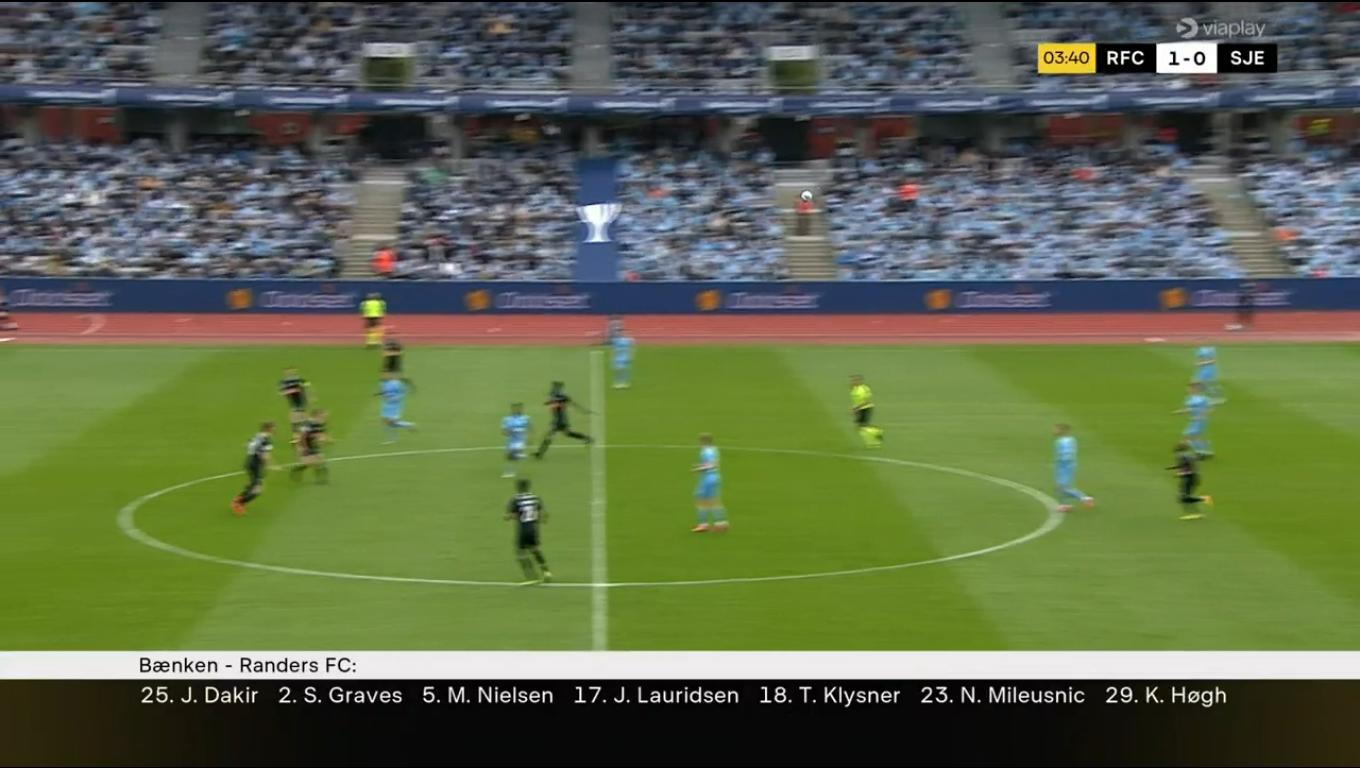 viaplay
03:40 RFC 1-0 SJE
Bænken - Randers FC:
25. J. Dakir 2. S. Graves 5. M. Nielsen 17. J. Lauridsen 18. T. Klysner 23. N. Mileusnic 29. K. Høgh